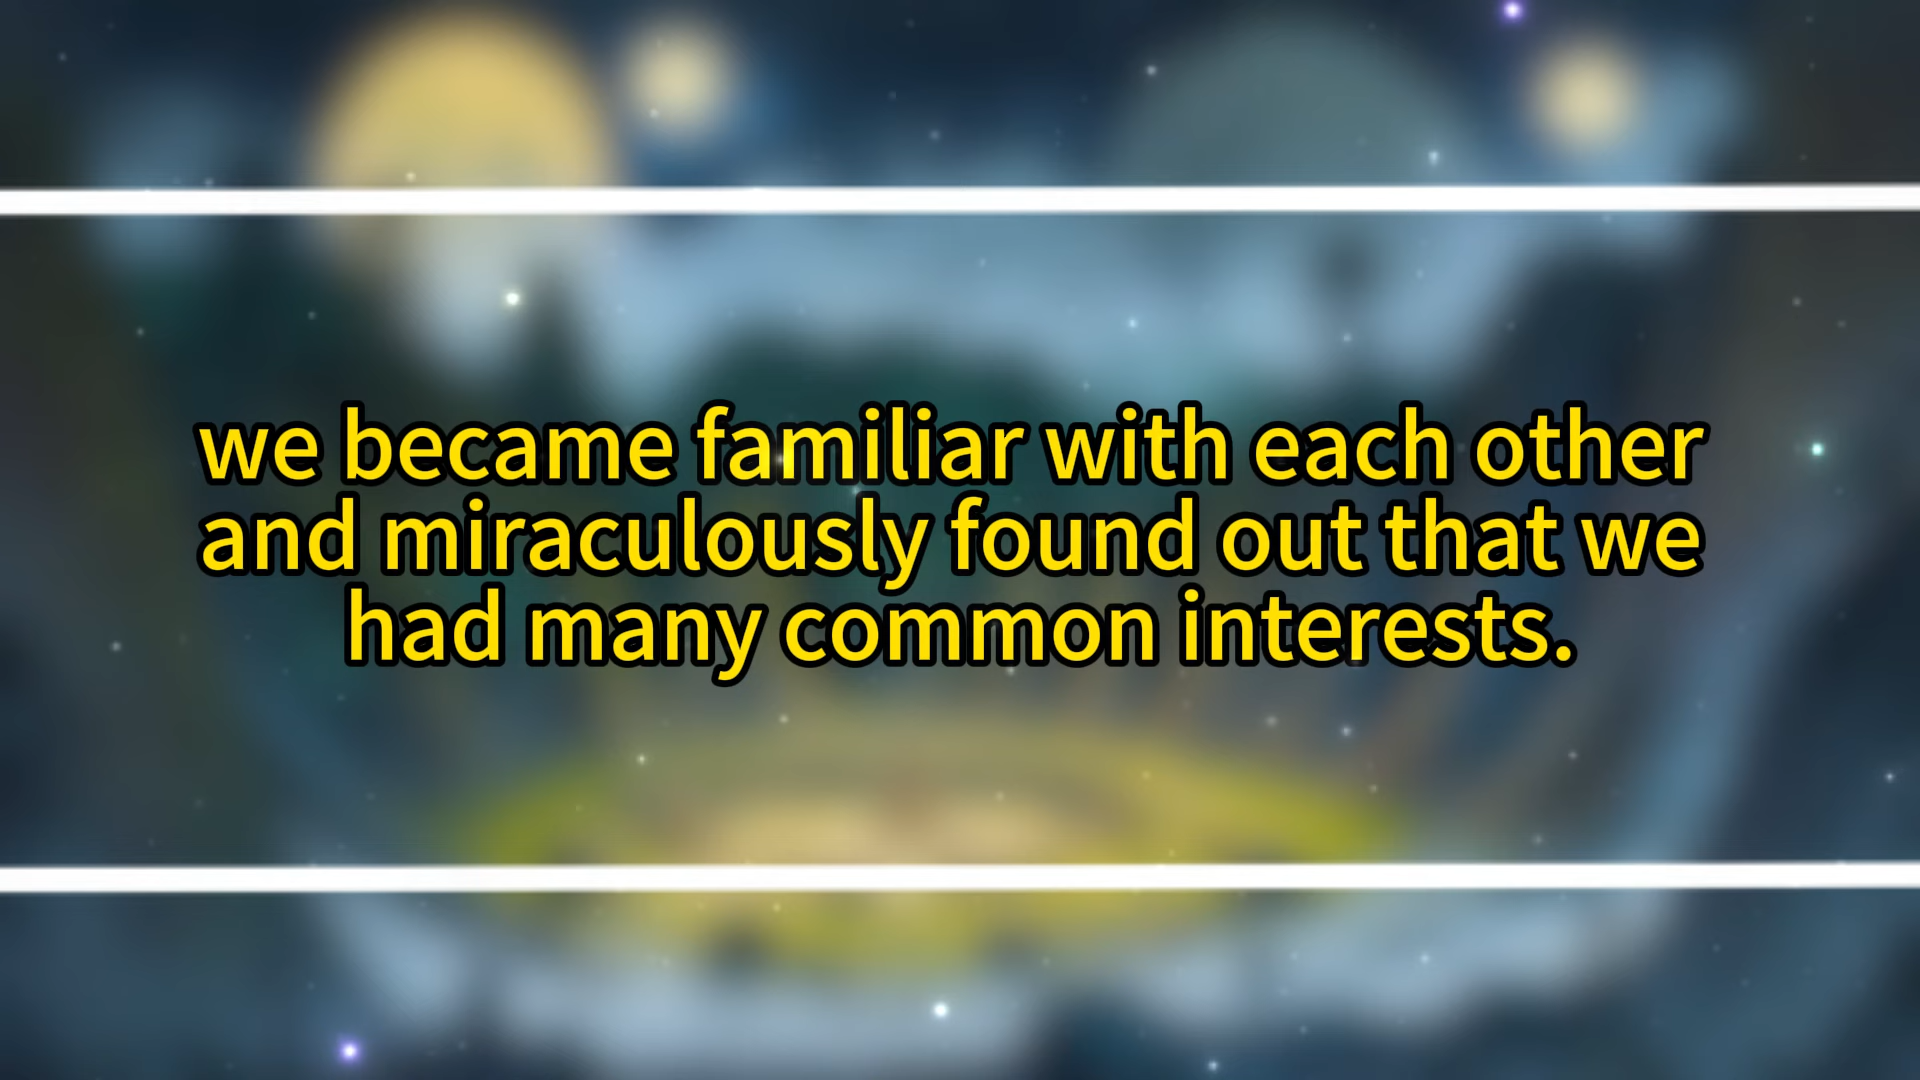 we became familiar with each other
and miraculously found out that we
had many common interests.